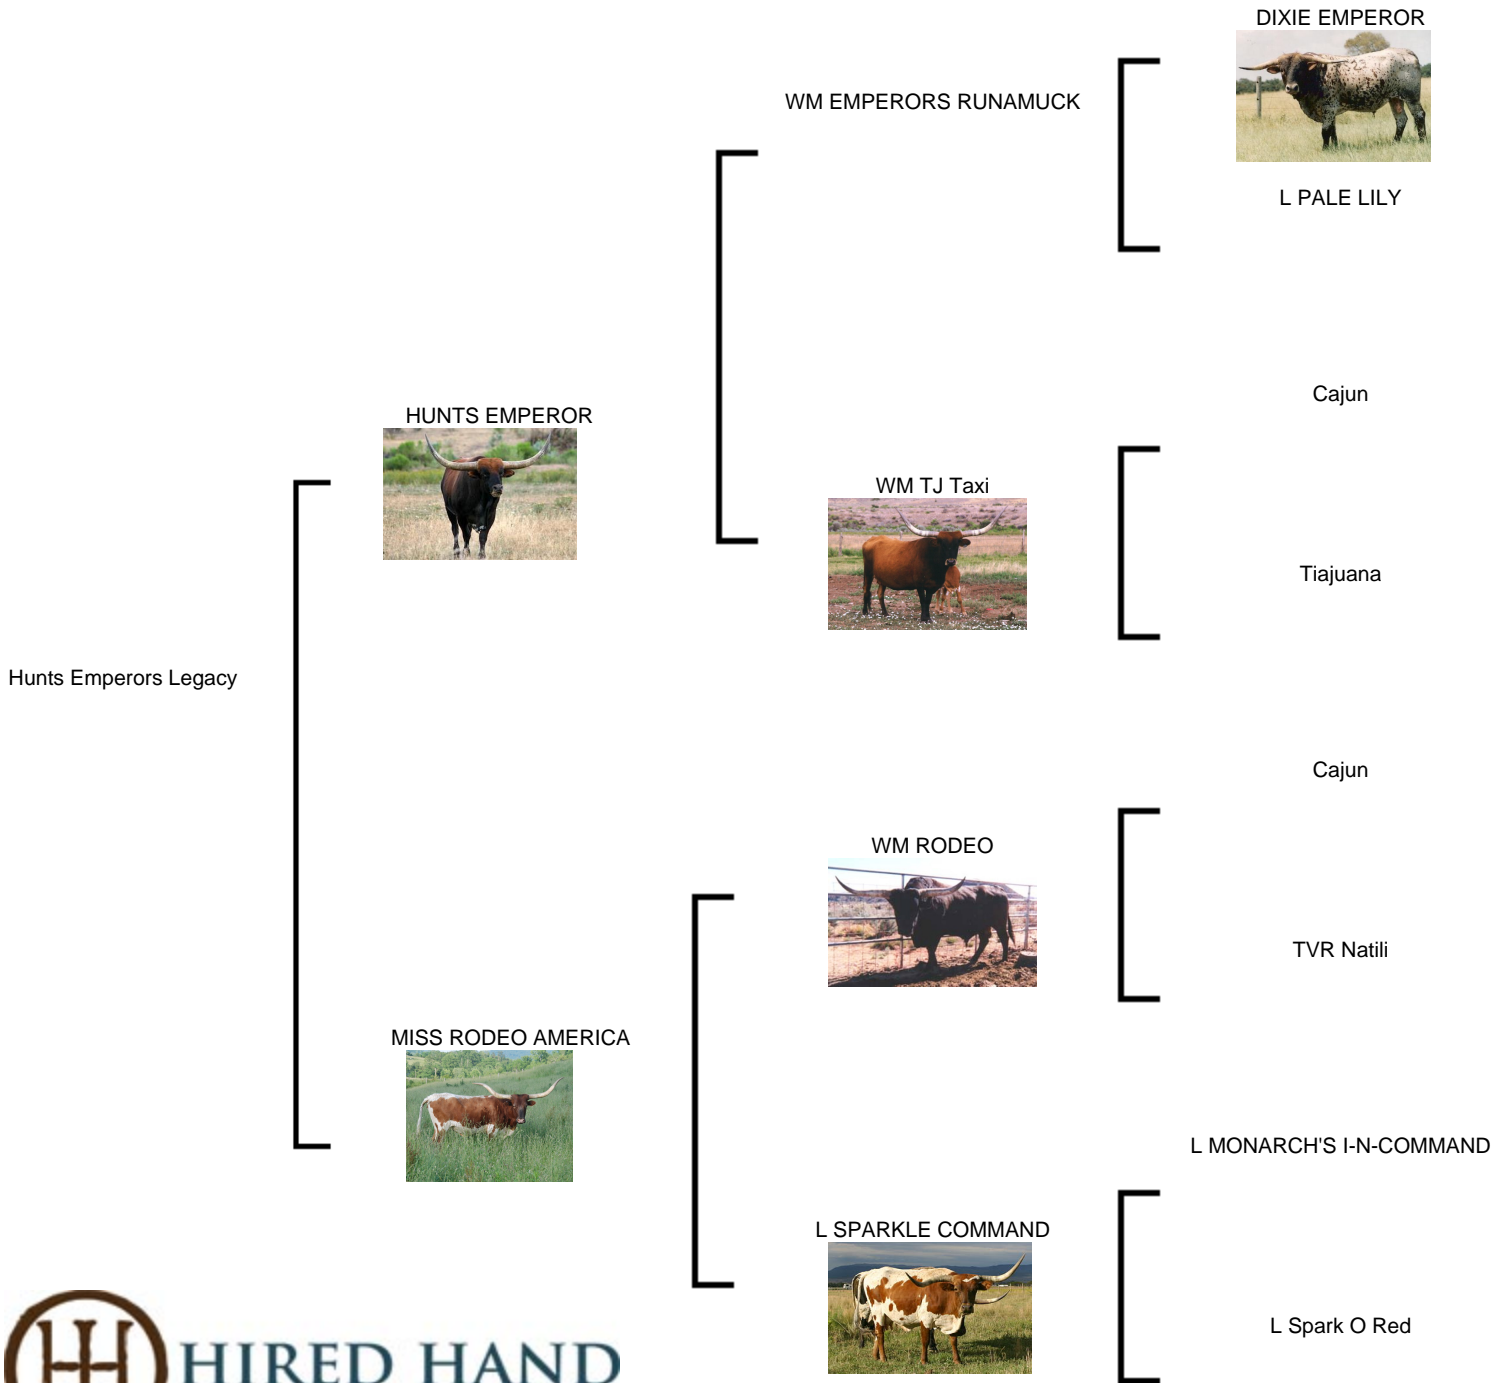 DIXIE EMPEROR
WM EMPERORS RUNAMUCK
L PALE LILY
Cajun
HUNTS EMPEROR
WM TJ Taxi
Tiajuana
Hunts Emperors Legacy
Cajun
WM RODEO
TVR Natili
MISS RODEO AMERICA
L MONARCH'S I-N-COMMAND
L SPARKLE COMMAND
L Spark O Red
HIRED HAND